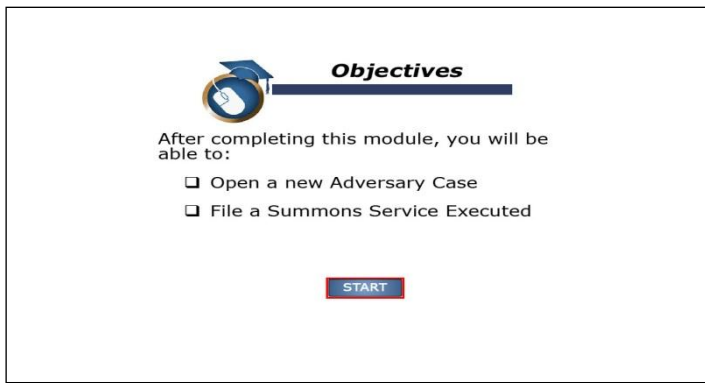 Objectives
After completing this module, you will be
able to:
❑ Open a new Adversary Case
❑ File a Summons Service Executed
START